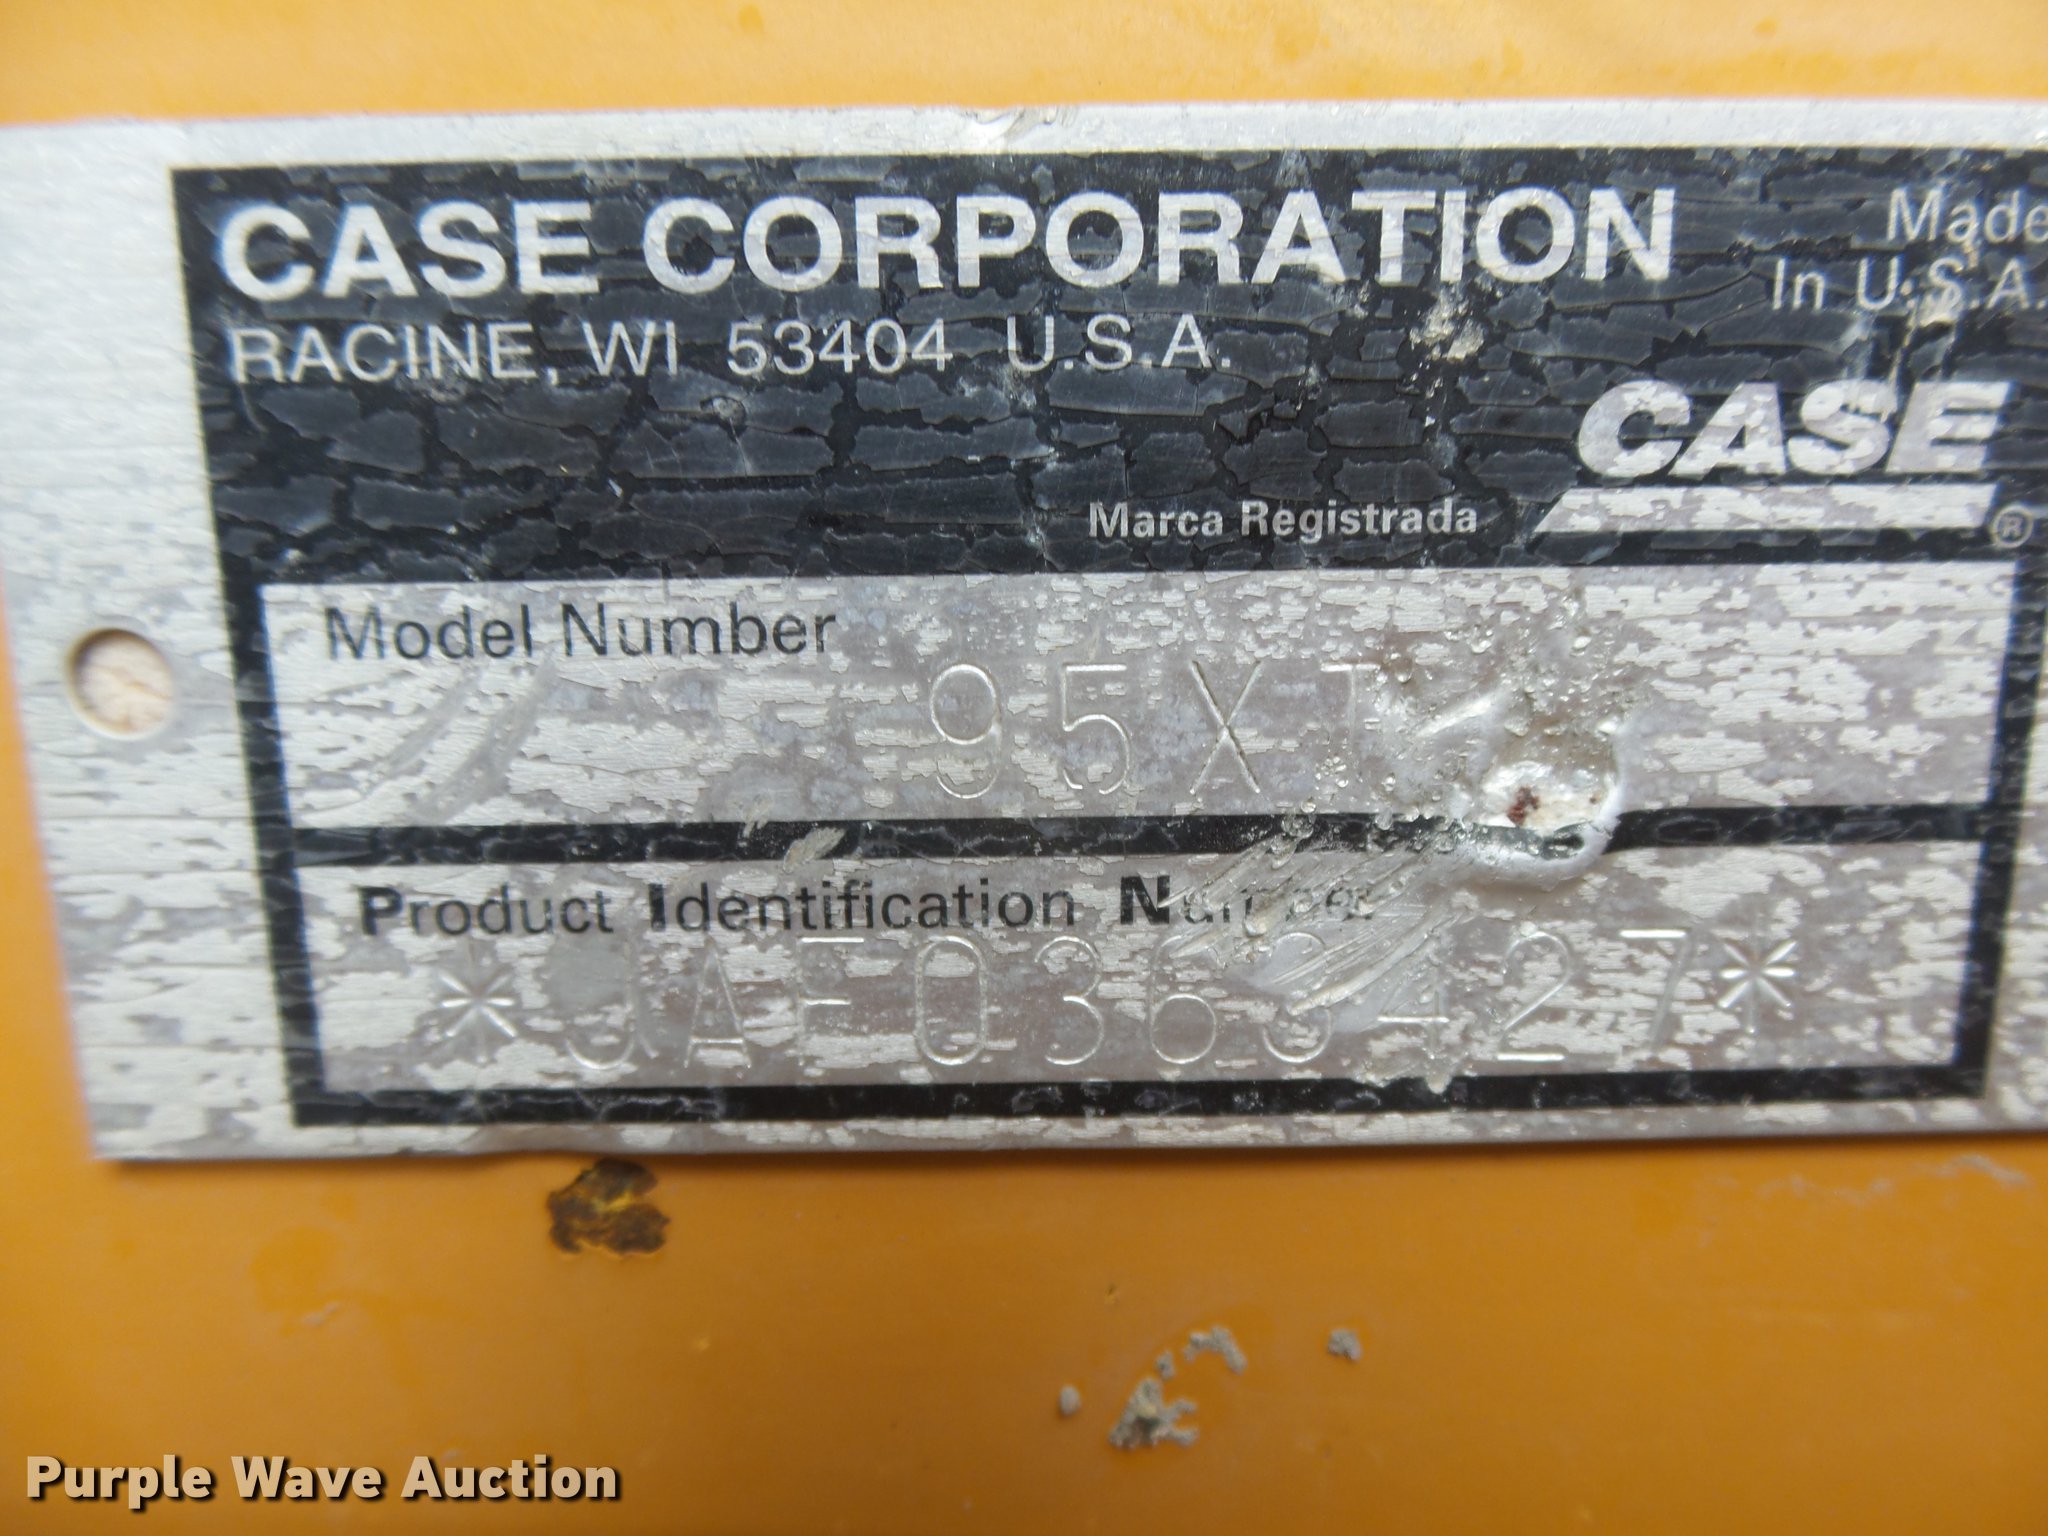 CASE CORPORATION
Made
In U.S.A.
RACINE, WI 53404 U.S.A.
CASE
Marca Registrada ®
Model Number
95XT
Product Identification Number
*JAF0363427*
Purple Wave Auction